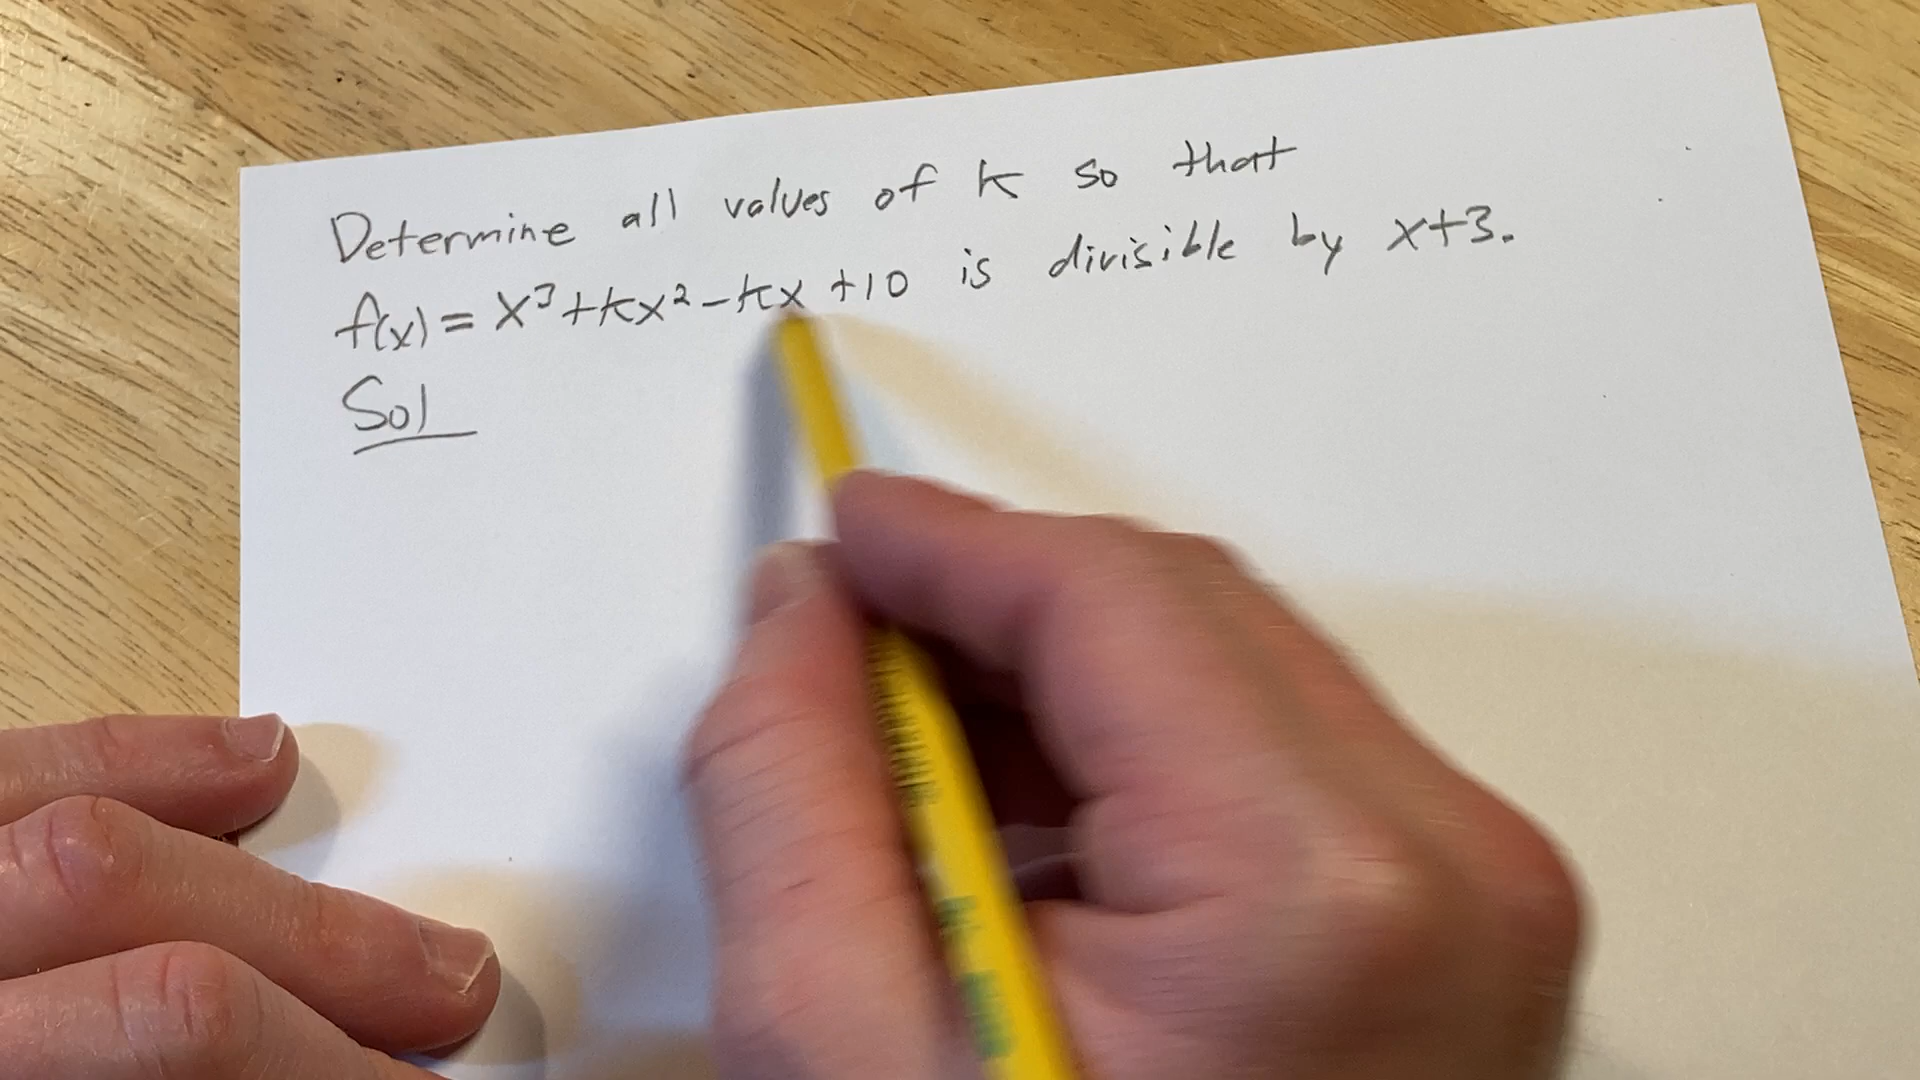 Determine all values of k so that
f(x) = x³+kx²-kx+10 is divisible by x+3.
Sol